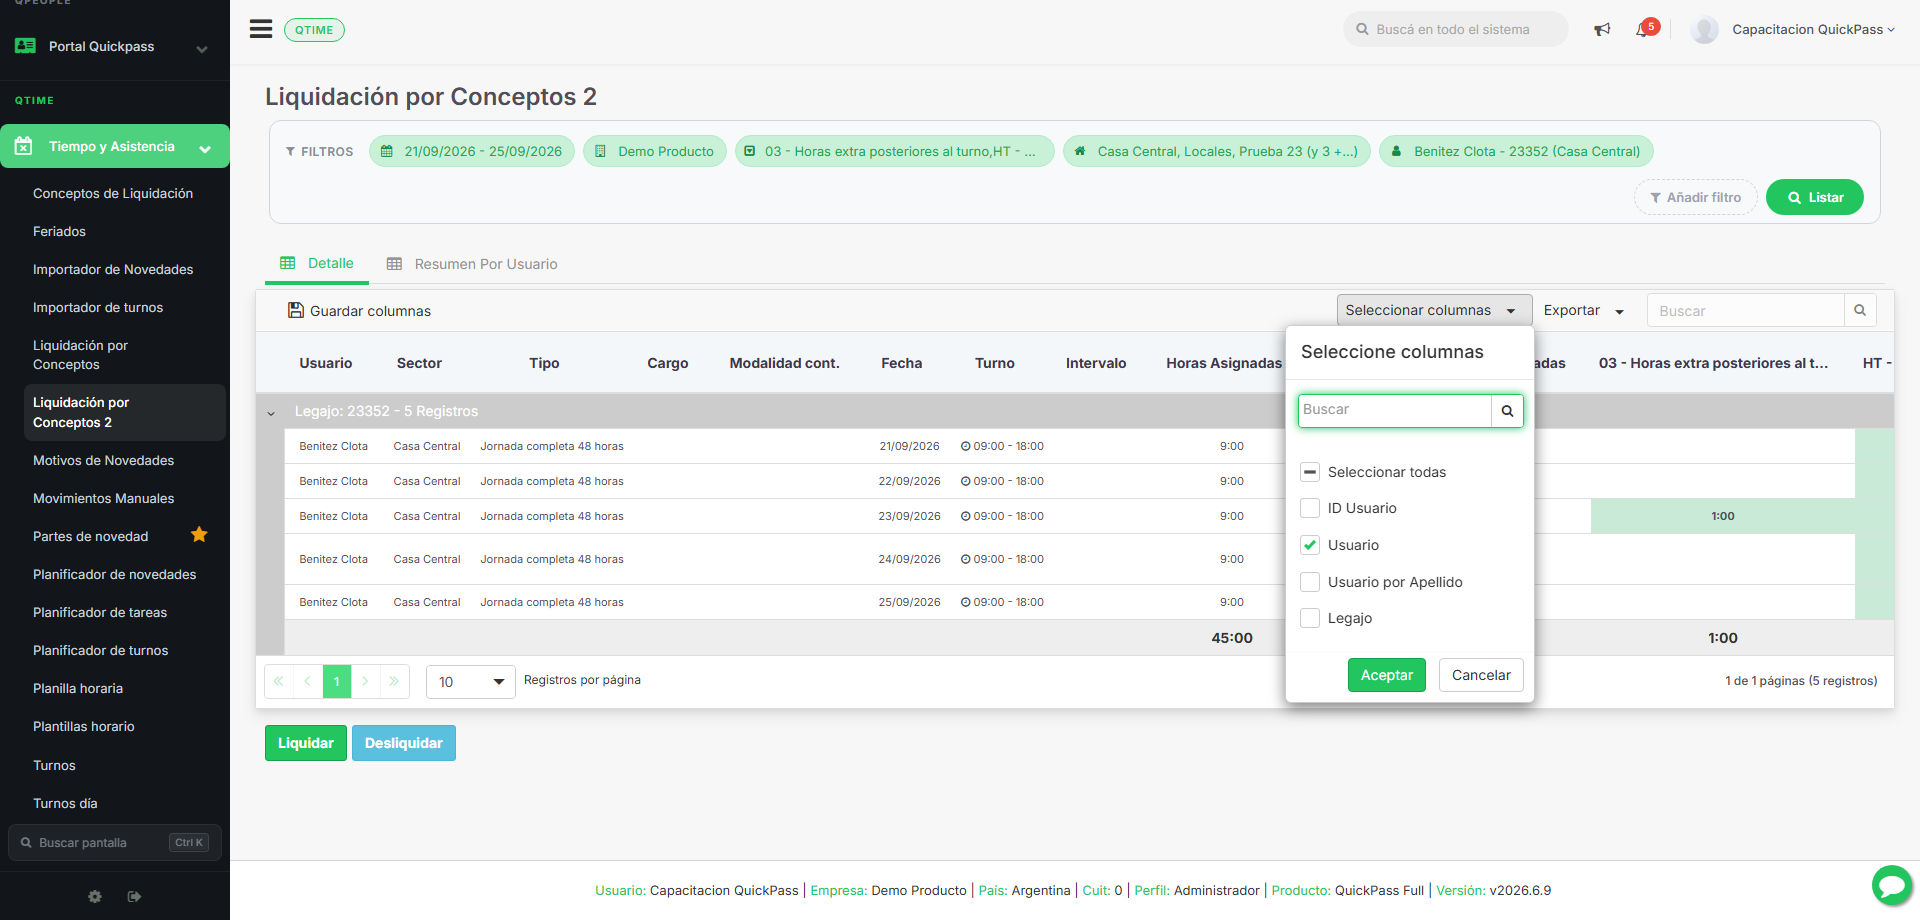 QPEOPLE
Portal Quickpass
QTIME
Tiempo y Asistencia
Conceptos de Liquidación
Feriados
Importador de Novedades
Importador de turnos
Liquidación por
Conceptos
Liquidación por
Conceptos 2
Motivos de Novedades
Movimientos Manuales
Partes de novedad
Planificador de novedades
Planificador de tareas
Planificador de turnos
Planilla horaria
Plantillas horario
Turnos
Turnos día
Buscar pantalla Ctrl K
QTIME
Buscá en todo el sistema
5
Capacitacion QuickPass
Liquidación por Conceptos 2
FILTROS 21/09/2026 - 25/09/2026 Demo Producto 03 - Horas extra posteriores al turno,HT - ... Casa Central, Locales, Prueba 23 (y 3 +...) Benitez Clota - 23352 (Casa Central)
Añadir filtro Listar
Detalle Resumen Por Usuario
Guardar columnas Seleccionar columnas Exportar Buscar
Usuario Sector Tipo Cargo Modalidad cont. Fecha Turno Intervalo Horas Asignadas adas 03 - Horas extra posteriores al t... HT -
Legajo: 23352 - 5 Registros
Benitez Clota Casa Central Jornada completa 48 horas 21/09/2026 09:00 - 18:00 9:00
Benitez Clota Casa Central Jornada completa 48 horas 22/09/2026 09:00 - 18:00 9:00
Benitez Clota Casa Central Jornada completa 48 horas 23/09/2026 09:00 - 18:00 9:00 1:00
Benitez Clota Casa Central Jornada completa 48 horas 24/09/2026 09:00 - 18:00 9:00
Benitez Clota Casa Central Jornada completa 48 horas 25/09/2026 09:00 - 18:00 9:00
45:00 1:00
Seleccione columnas
Buscar
Seleccionar todas
ID Usuario
Usuario
Usuario por Apellido
Legajo
Aceptar Cancelar
« ‹ 1 › » 10 Registros por página 1 de 1 páginas (5 registros)
Liquidar Desliquidar
Usuario: Capacitacion QuickPass | Empresa: Demo Producto | País: Argentina | Cuit: 0 | Perfil: Administrador | Producto: QuickPass Full | Versión: v2026.6.9